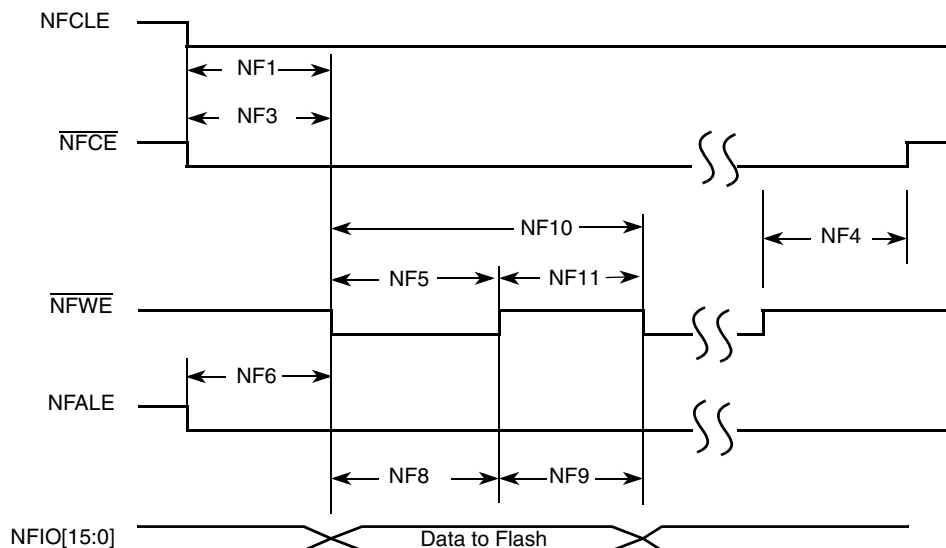 NFCLE
NF1
NF3
NFCE
NF10
NF4
NF5
NF11
NFWE
NF6
NFALE
NF8
NF9
NFIO[15:0]
Data to Flash